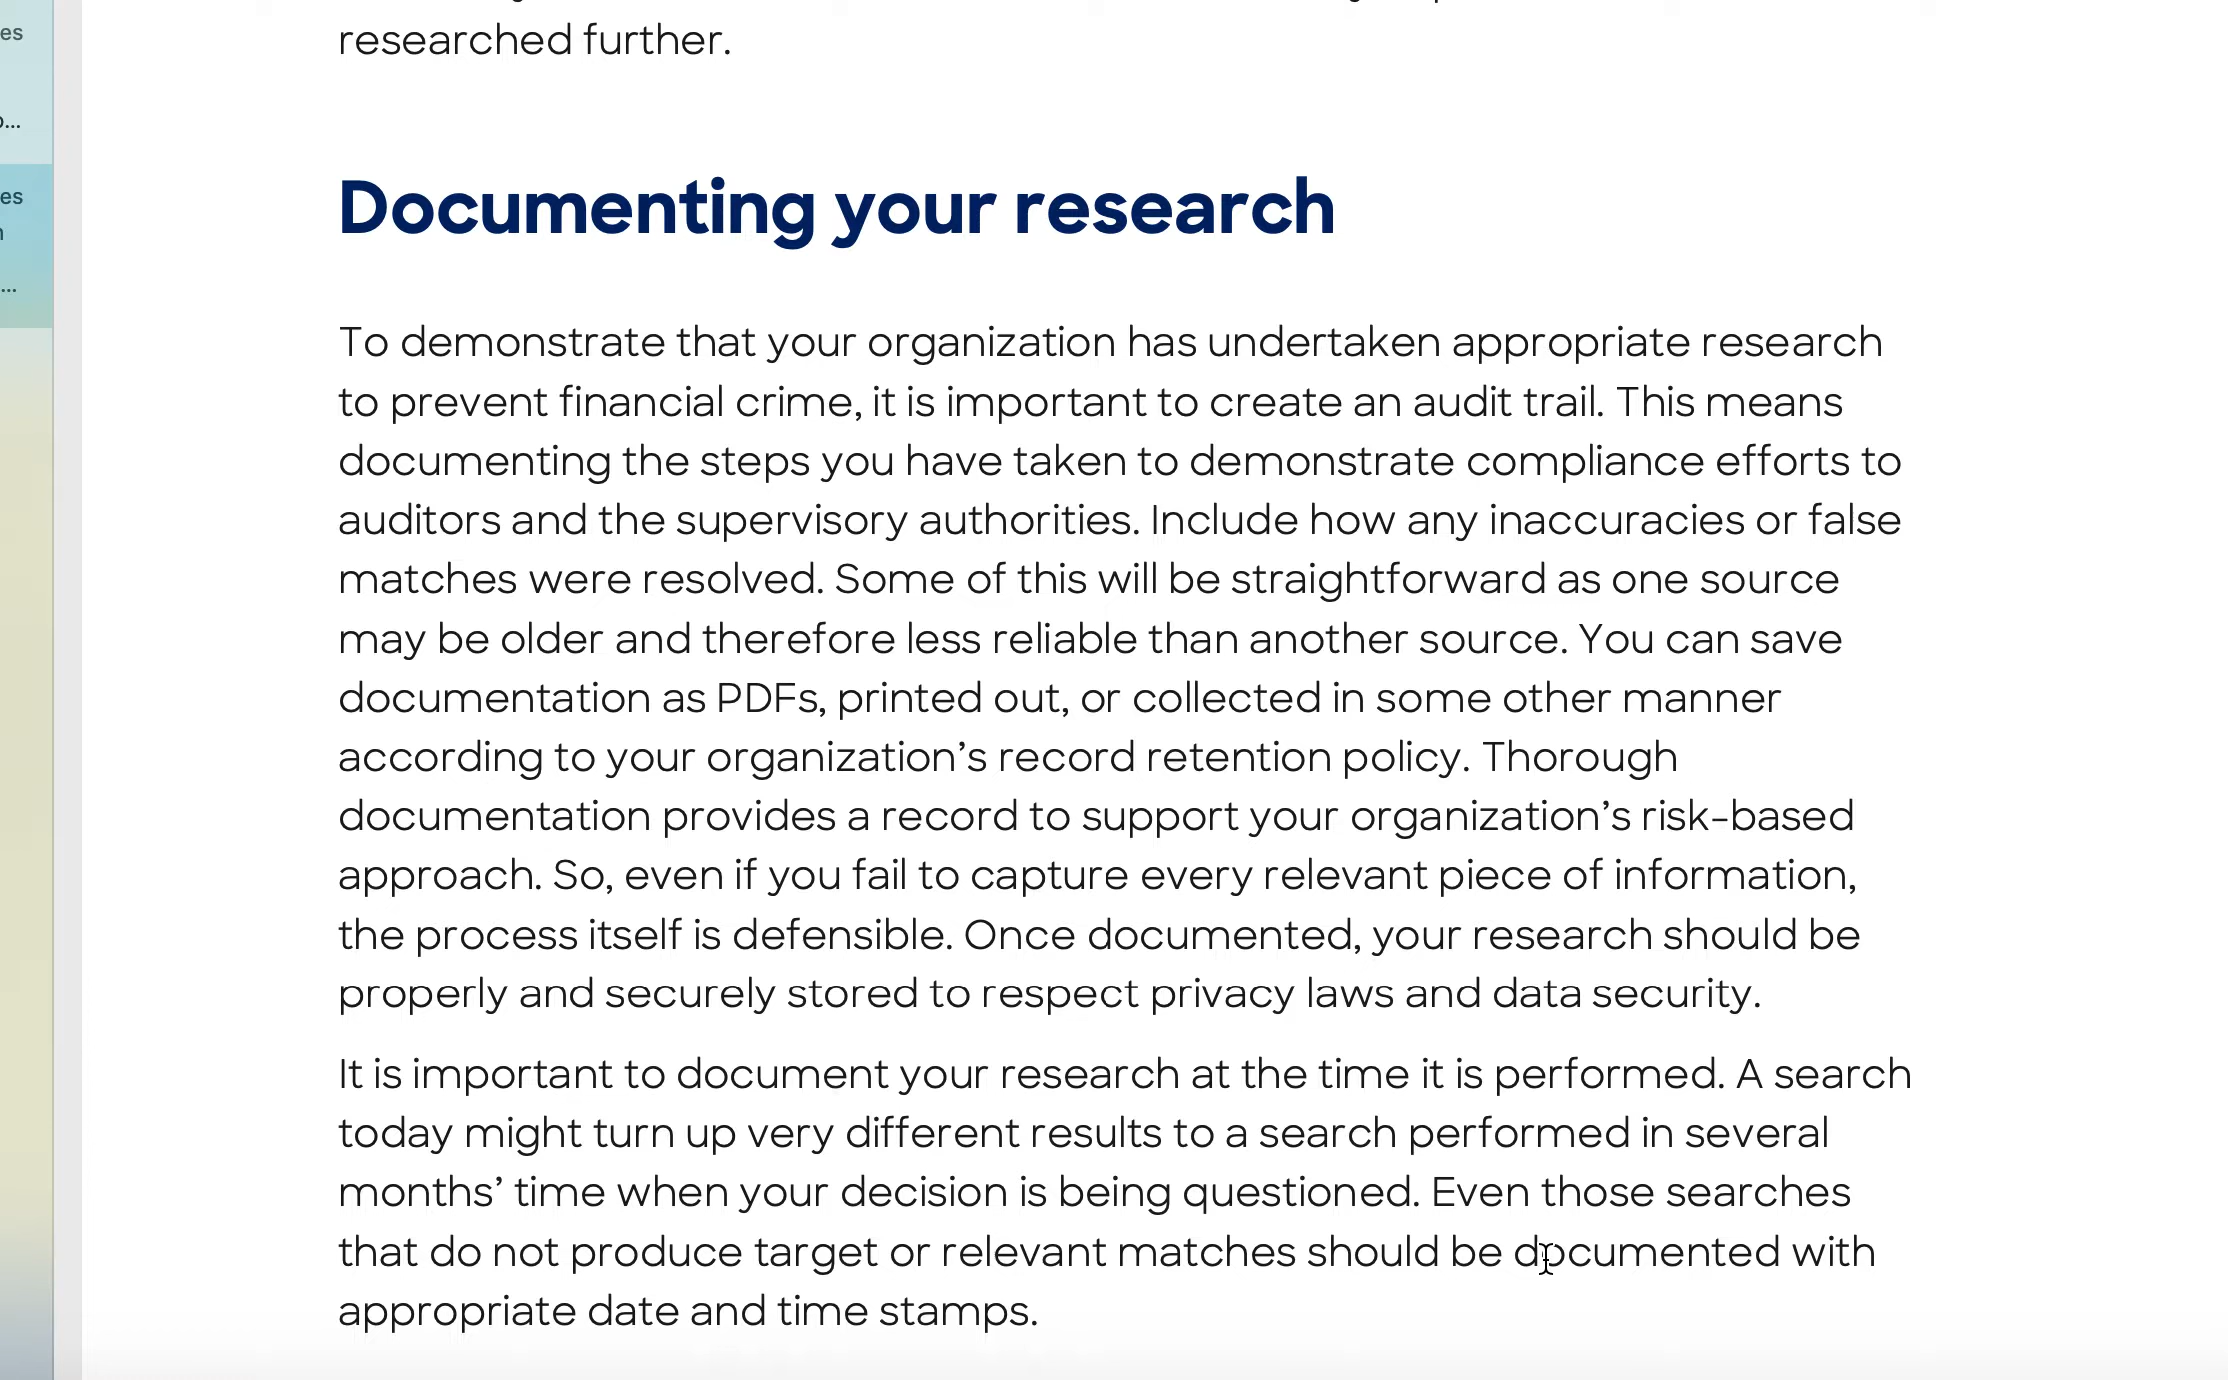 es
o...
es
...
researched further.
Documenting your research
To demonstrate that your organization has undertaken appropriate research
to prevent financial crime, it is important to create an audit trail. This means
documenting the steps you have taken to demonstrate compliance efforts to
auditors and the supervisory authorities. Include how any inaccuracies or false
matches were resolved. Some of this will be straightforward as one source
may be older and therefore less reliable than another source. You can save
documentation as PDFs, printed out, or collected in some other manner
according to your organization’s record retention policy. Thorough
documentation provides a record to support your organization’s risk-based
approach. So, even if you fail to capture every relevant piece of information,
the process itself is defensible. Once documented, your research should be
properly and securely stored to respect privacy laws and data security.
It is important to document your research at the time it is performed. A search
today might turn up very different results to a search performed in several
months’ time when your decision is being questioned. Even those searches
that do not produce target or relevant matches should be documented with
appropriate date and time stamps.